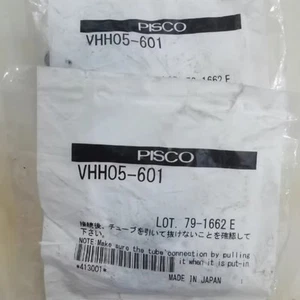 PISCO
VHH05-601
79-1662 E
PISCO
VHH05-601
LOT. 79-1662 E
接続後、チューブを引いて抜けないことを確認して
下さい。
NOTE:Make sure the tube connection by pulling
it when it is put-in
*413001*
MADE IN JAPAN